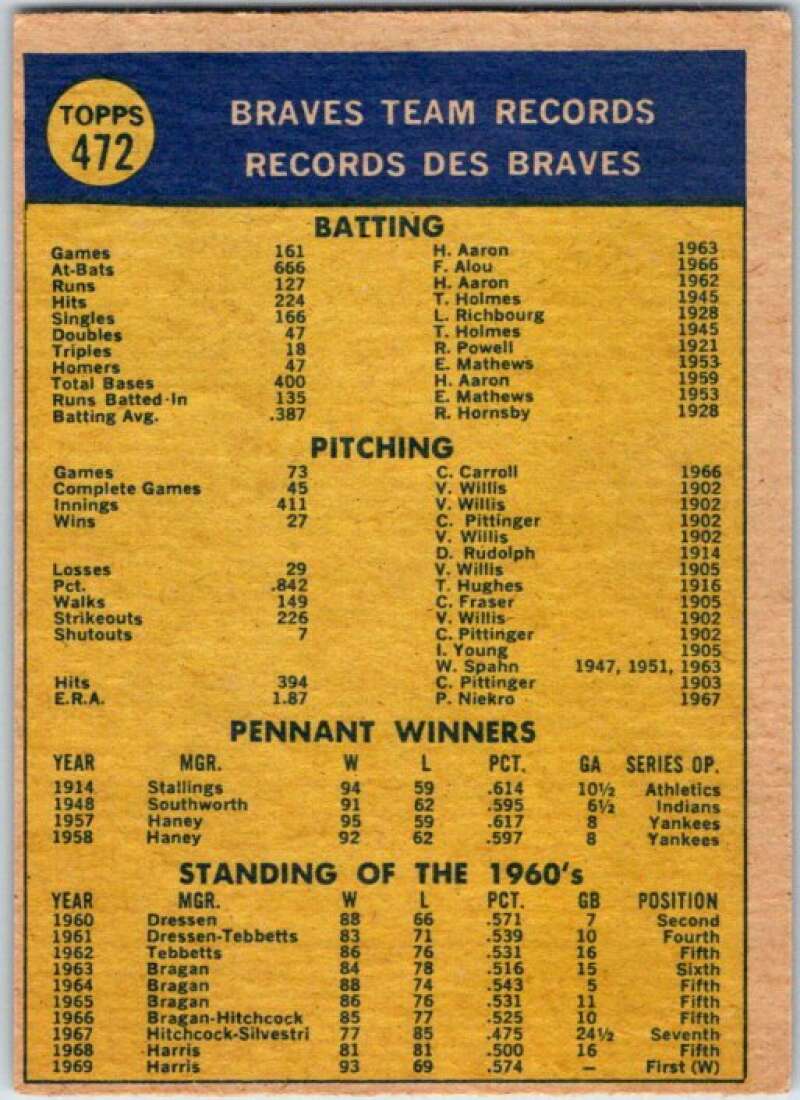 TOPPS
472
BRAVES TEAM RECORDS
RECORDS DES BRAVES
BATTING
Games 161 H. Aaron 1963
At-Bats 666 F. Alou 1966
Runs 127 H. Aaron 1962
Hits 224 T. Holmes 1945
Singles 166 L. Richbourg 1928
Doubles 47 T. Holmes 1945
Triples 18 R. Powell 1921
Homers 47 E. Mathews 1953
Total Bases 400 H. Aaron 1959
Runs Batted-In 135 E. Mathews 1953
Batting Avg. .387 R. Hornsby 1928
PITCHING
Games 73 C. Carroll 1966
Complete Games 45 V. Willis 1902
Innings 411 V. Willis 1902
Wins 27 C. Pittinger 1902
V. Willis 1902
D. Rudolph 1914
Losses 29 V. Willis 1905
Pct. .842 T. Hughes 1916
Walks 149 C. Fraser 1905
Strikeouts 226 V. Willis 1902
Shutouts 7 C. Pittinger 1902
I. Young 1905
W. Spahn 1947, 1951, 1963
Hits 394 C. Pittinger 1903
E.R.A. 1.87 P. Niekro 1967
PENNANT WINNERS
YEAR MGR. W L PCT. GA SERIES OP.
1914 Stallings 94 59 .614 10½ Athletics
1948 Southworth 91 62 .595 6½ Indians
1957 Haney 95 59 .617 8 Yankees
1958 Haney 92 62 .597 8 Yankees
STANDING OF THE 1960's
YEAR MGR. W L PCT. GB POSITION
1960 Dressen 88 66 .571 7 Second
1961 Dressen-Tebbetts 83 71 .539 10 Fourth
1962 Tebbetts 86 76 .531 16 Fifth
1963 Bragan 84 78 .516 15 Sixth
1964 Bragan 88 74 .543 5 Fifth
1965 Bragan 86 76 .531 11 Fifth
1966 Bragan-Hitchcock 85 77 .525 10 Fifth
1967 Hitchcock-Silvestri 77 85 .475 24½ Seventh
1968 Harris 81 81 .500 16 Fifth
1969 Harris 93 69 .574 — First (W)